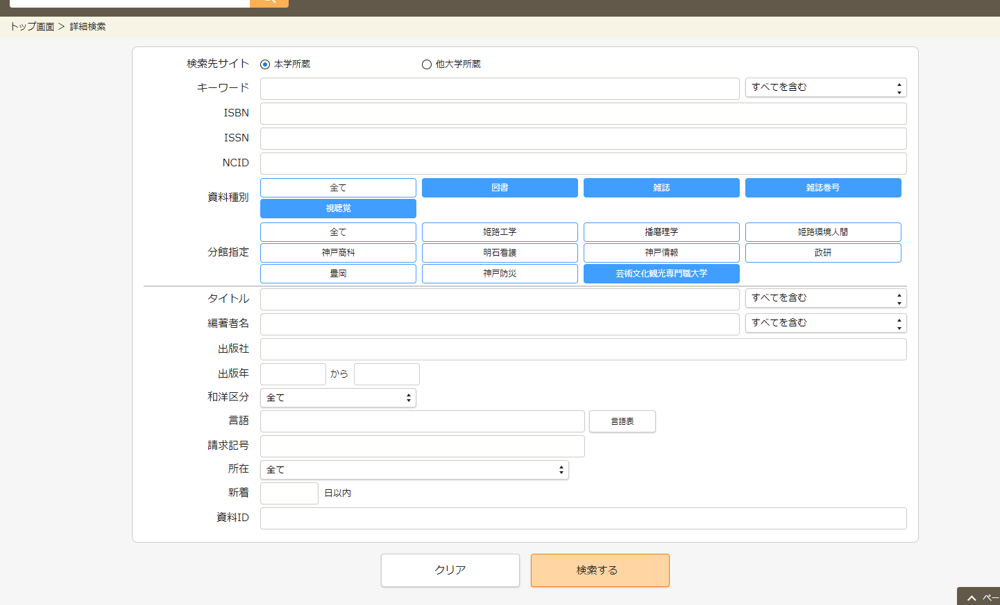 トップ画面 > 詳細検索
検索先サイト 本学所蔵 他大学所蔵
キーワード すべてを含む
ISBN
ISSN
NCID
資料種別 全て 図書 雑誌 雑誌巻号
視聴覚
分館指定 全て 姫路工学 播磨理学 姫路環境人間
神戸商科 明石看護 神戸情報 政研
豊岡 神戸防災 芸術文化観光専門職大学
タイトル すべてを含む
編著者名 すべてを含む
出版社
出版年 から
和洋区分 全て
言語 言語表
請求記号
所在 全て
新着 日以内
資料ID
クリア 検索する
ペー